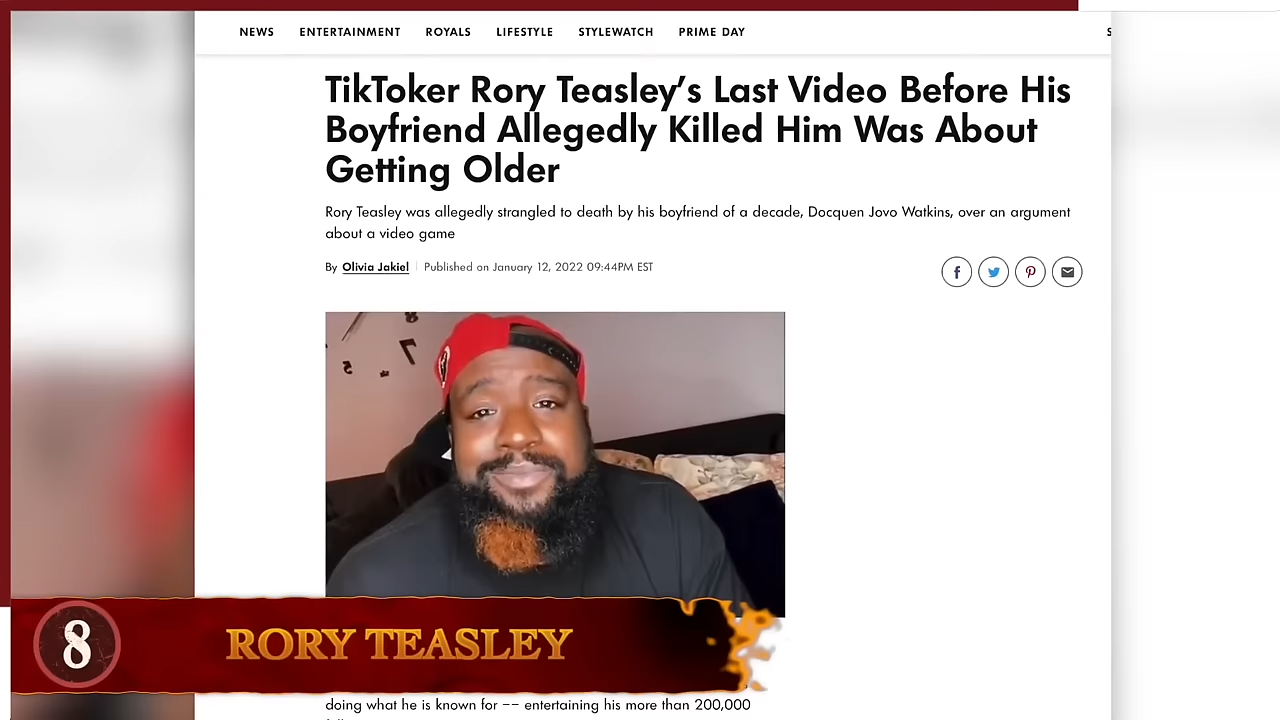 NEWS ENTERTAINMENT ROYALS LIFESTYLE STYLEWATCH PRIME DAY
TikToker Rory Teasley's Last Video Before His
Boyfriend Allegedly Killed Him Was About
Getting Older
Rory Teasley was allegedly strangled to death by his boyfriend of a decade, Docquen Jovo Watkins, over an argument
about a video game
By Olivia Jakiel | Published on January 12, 2022 09:44PM EST
8
7
5
8 RORY TEASLEY
doing what he is known for -- entertaining his more than 200,000